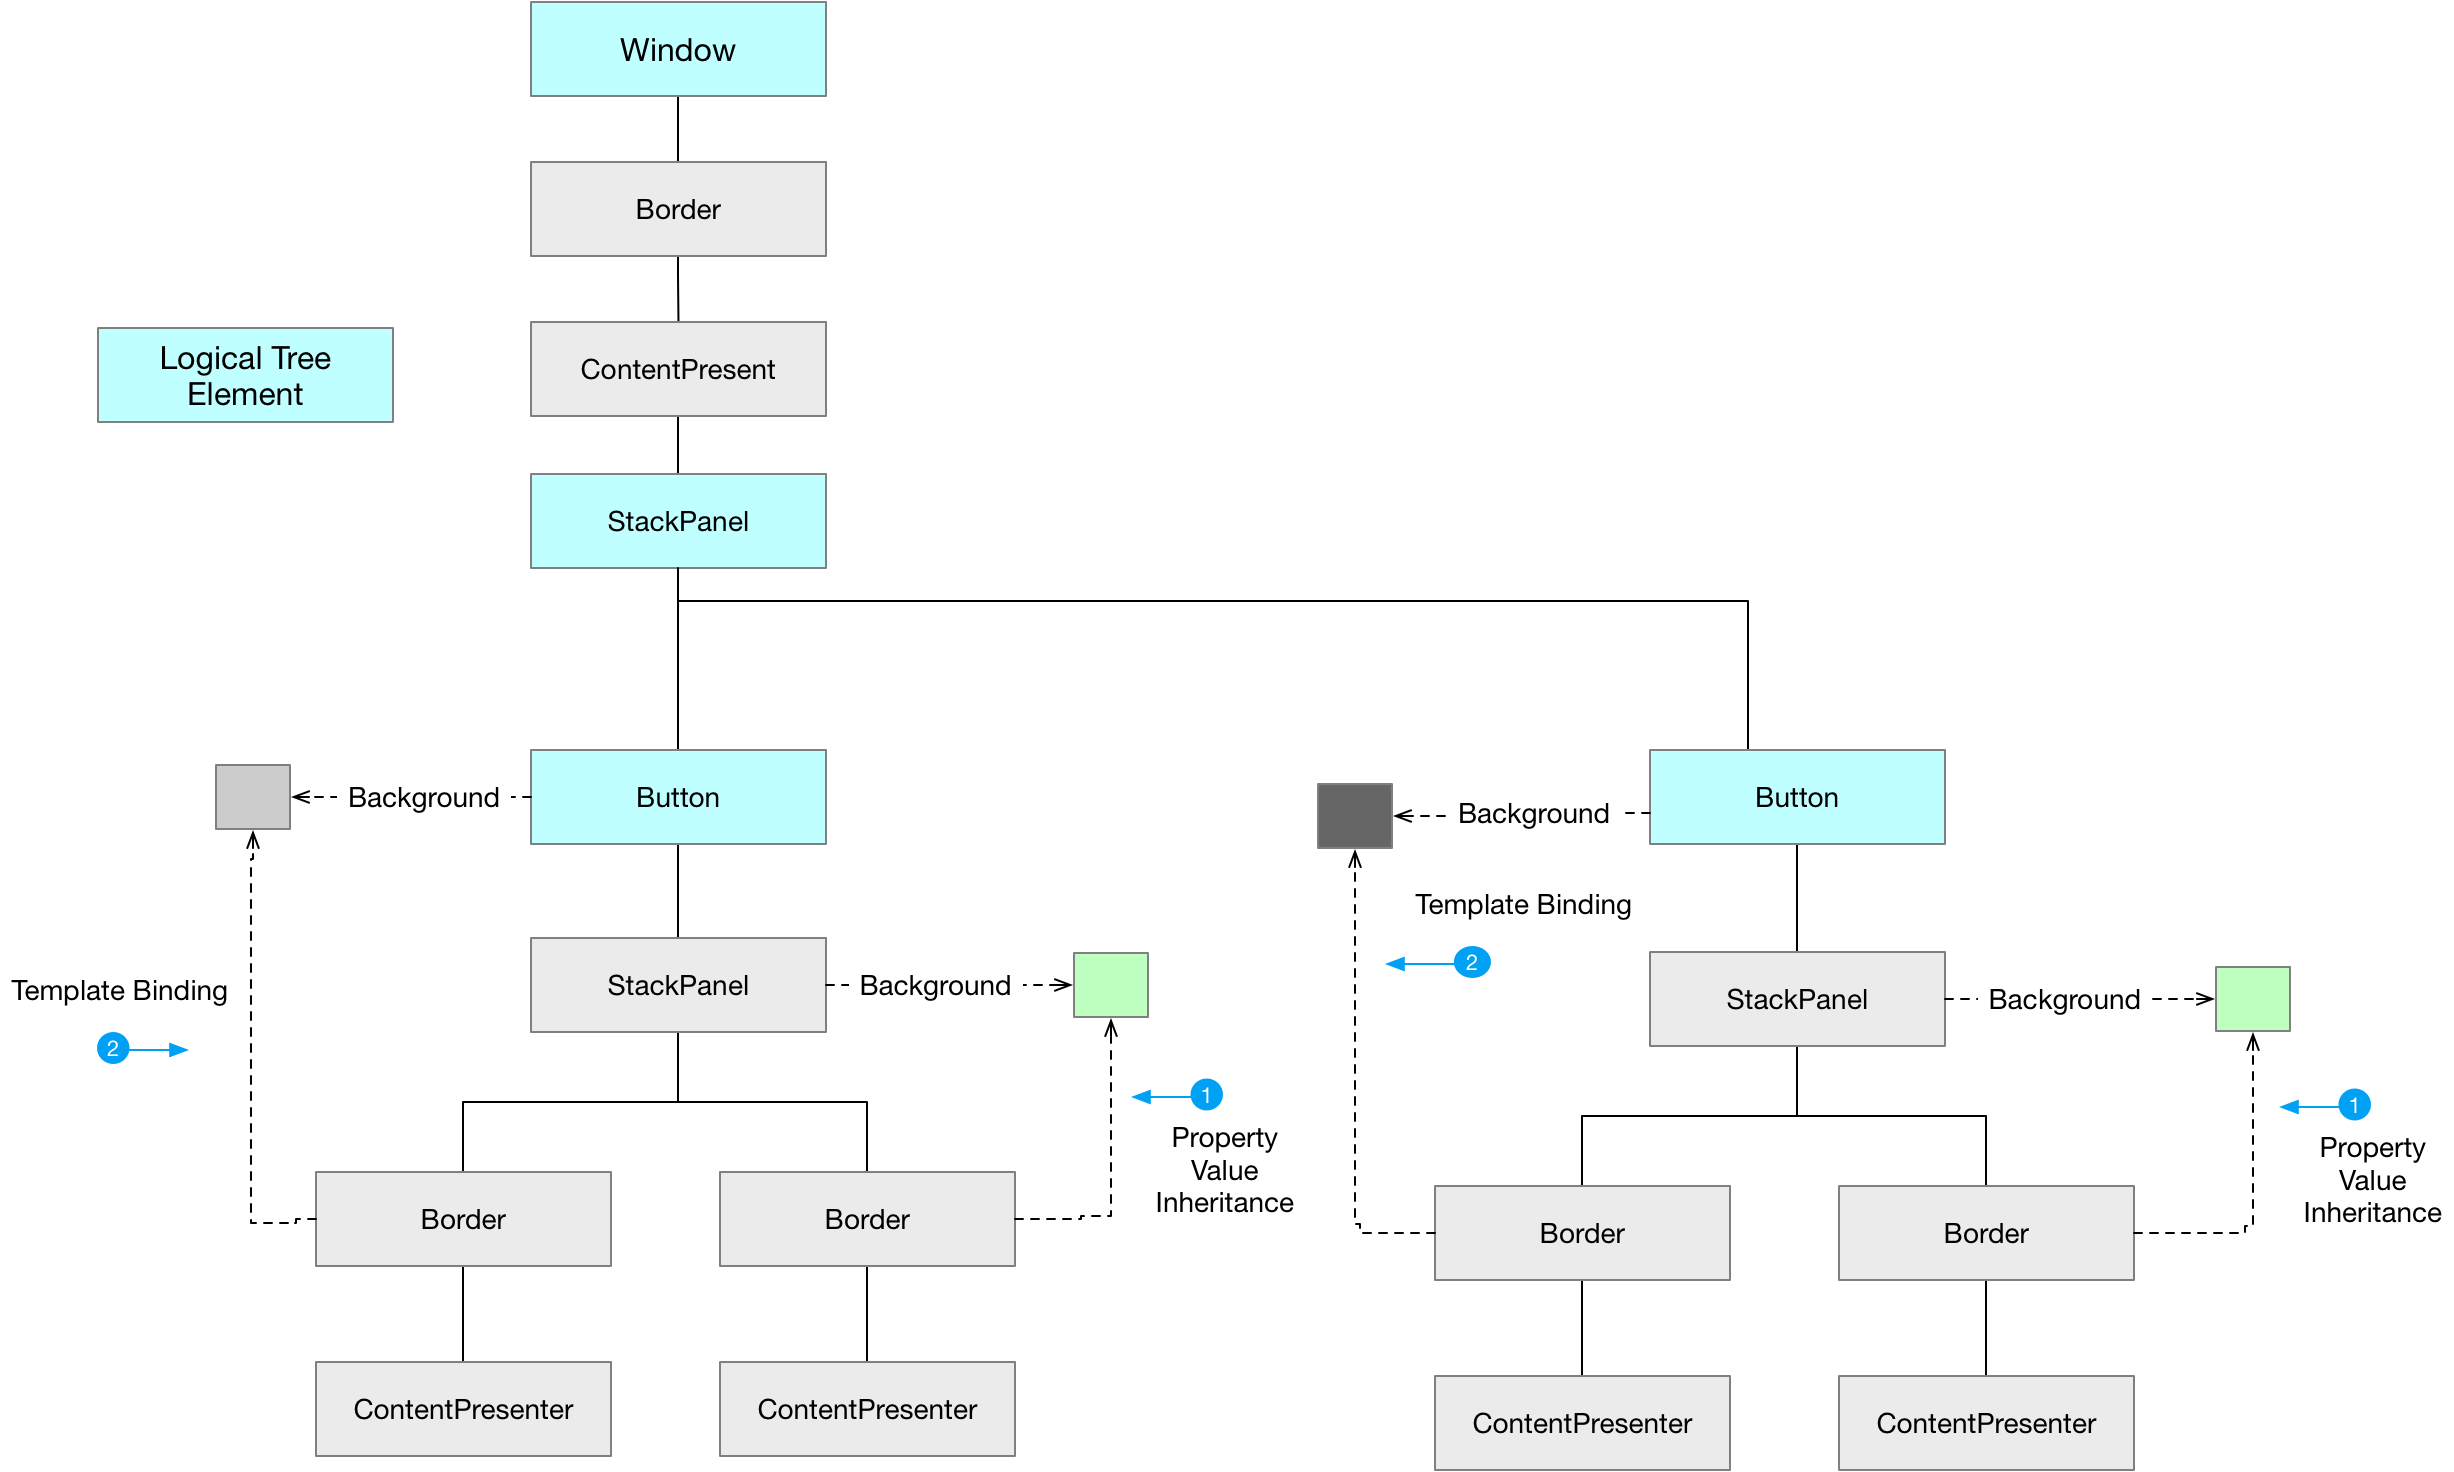 Window
Border
ContentPresent
Logical Tree
Element
StackPanel
Background
Button
Background
Button
Template Binding
StackPanel
Background
StackPanel
Background
Template Binding
2
2
1
Property
Value
Inheritance
1
Property
Value
Inheritance
Border
Border
Border
Border
ContentPresenter
ContentPresenter
ContentPresenter
ContentPresenter